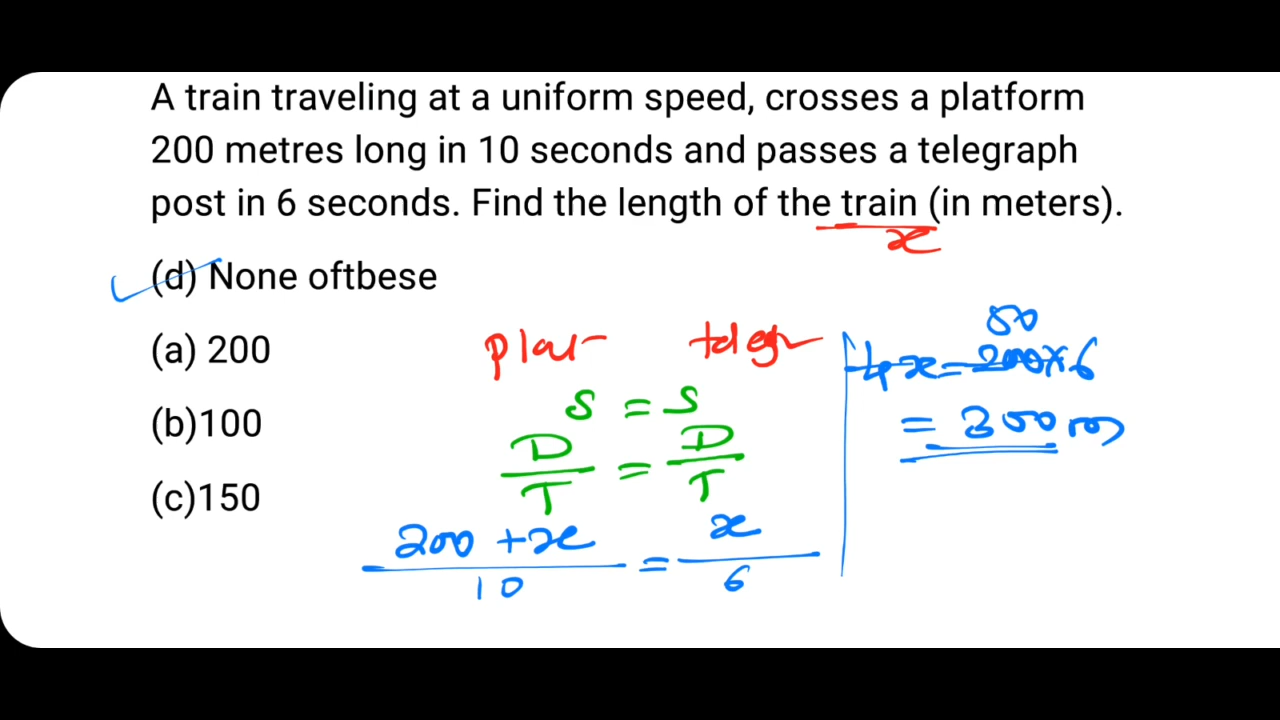 A train traveling at a uniform speed, crosses a platform
200 metres long in 10 seconds and passes a telegraph
post in 6 seconds. Find the length of the train (in meters).
x
(d) None oftbese
(a) 200
(b)100
(c)150
plat telegr
S = S
D/T = D/T
200 + x / 10 = x / 6
50
4x = 200 x 6
= 300 m